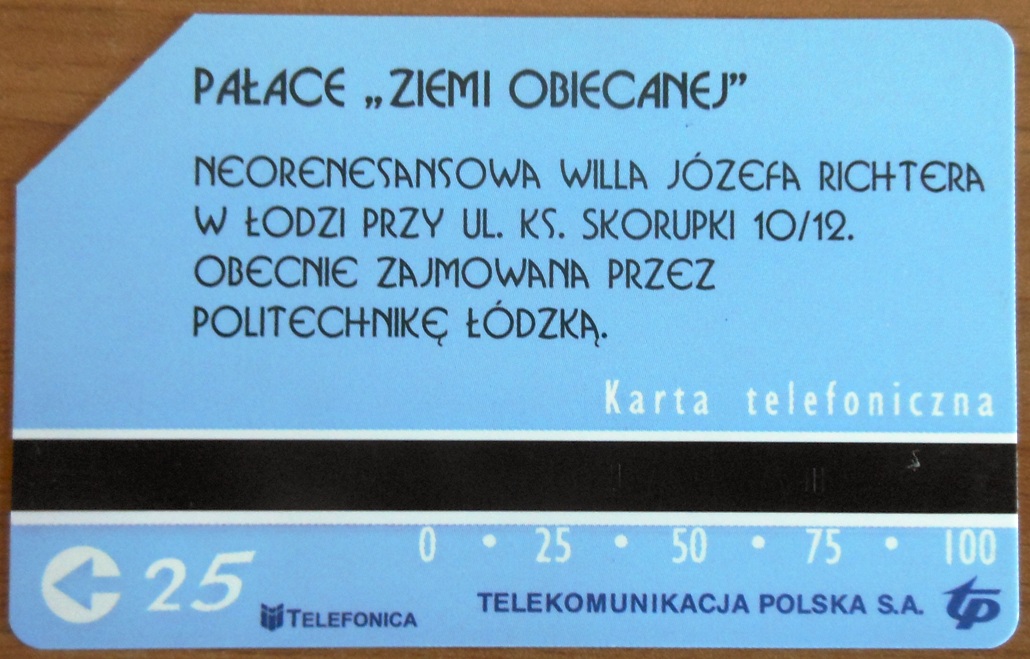 PAŁACE „ZIEMI OBIECANEJ”
NEORENESANSOWA WILLA JÓZEFA RICHTERA
W ŁODZI PRZY UL. KS. SKORUPKI 10/12.
OBECNIE ZAJMOWANA PRZEZ
POLITECHNIKĘ ŁÓDZKĄ.
Karta telefoniczna
0 • 25 • 50 • 75 • 100
25
TELEFONICA
TELEKOMUNIKACJA POLSKA S.A. tp